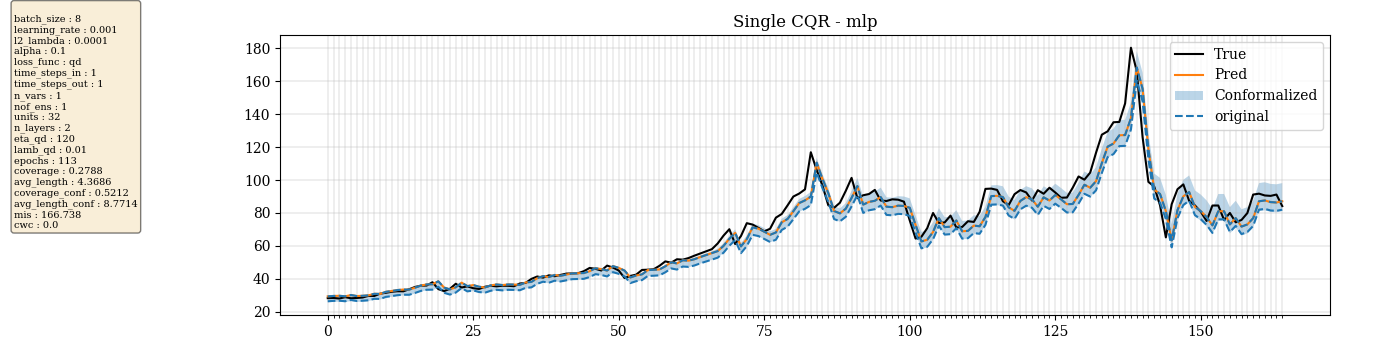 batch_size : 8
learning_rate : 0.001
l2_lambda : 0.0001
alpha : 0.1
loss_func : qd
time_steps_in : 1
time_steps_out : 1
n_vars : 1
nof_ens : 1
units : 32
n_layers : 2
eta_qd : 120
lamb_qd : 0.01
epochs : 113
coverage : 0.2788
avg_length : 4.3686
coverage_conf : 0.5212
avg_length_conf : 8.7714
mis : 166.738
cwc : 0.0
Single CQR - mlp
180
160
140
120
100
80
60
40
20
0 25 50 75 100 125 150
True
Pred
Conformalized
original